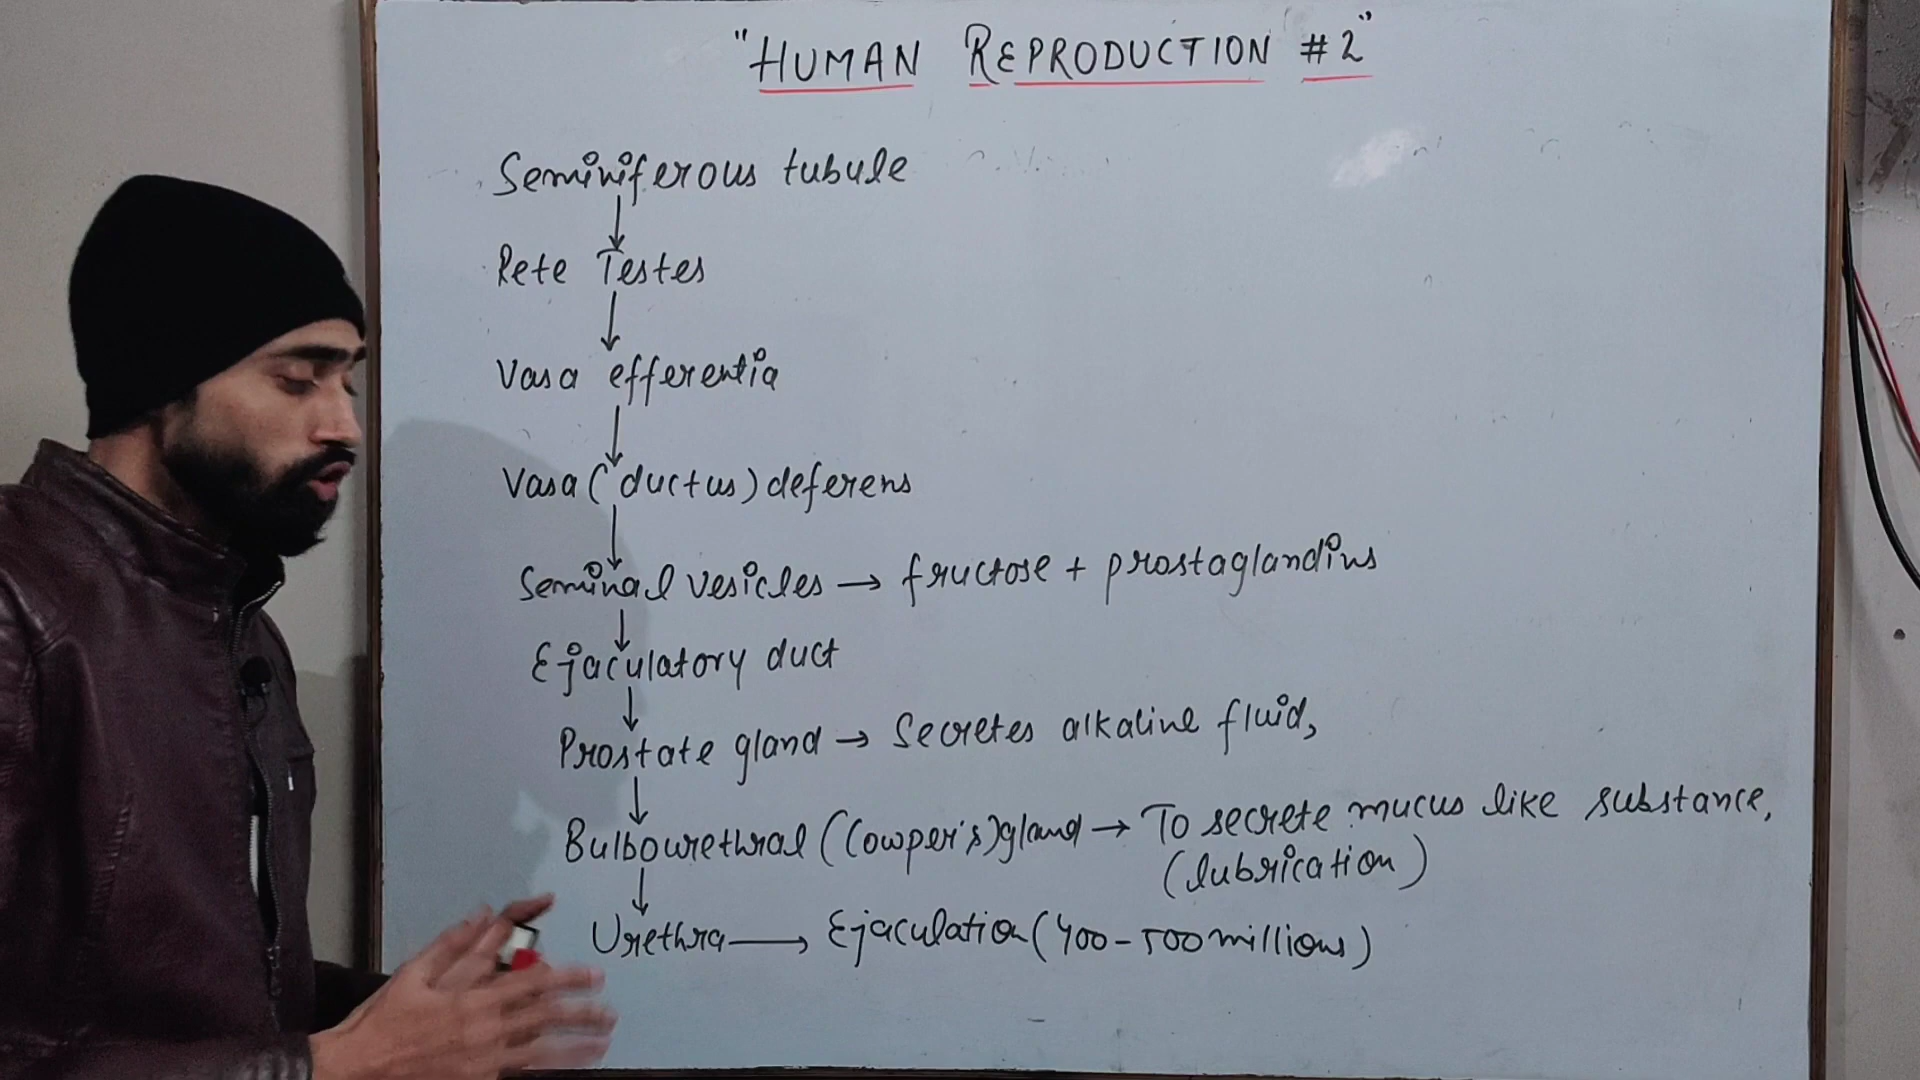 "HUMAN REPRODUCTION #2"
Seminiferous tubule
Rete Testes
Vasa efferentia
Vasa (ductus) deferens
Seminal vesicles → fructose + prostaglandins
Ejaculatory duct
Prostate gland → Secretes alkaline fluid,
Bulbourethral (Cowper's) gland → To secrete mucus like substance,
(lubrication)
Urethra → Ejaculation (400-500 millions)